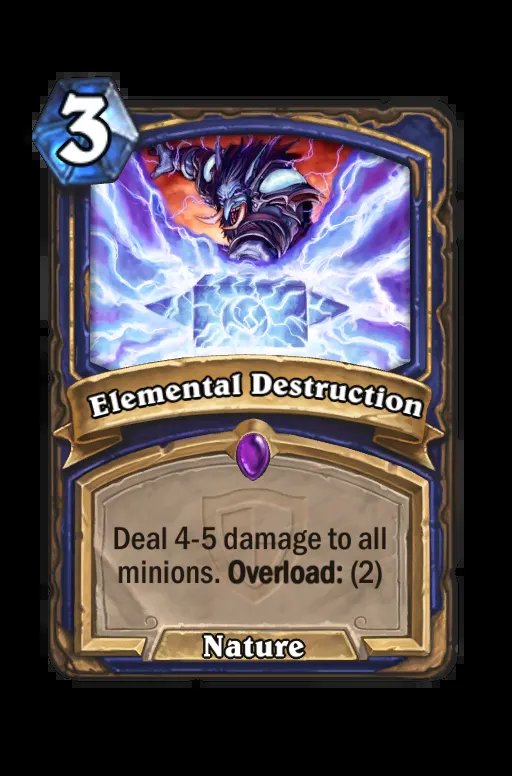 3
Elemental Destruction
Deal 4-5 damage to all
minions. Overload: (2)
Nature